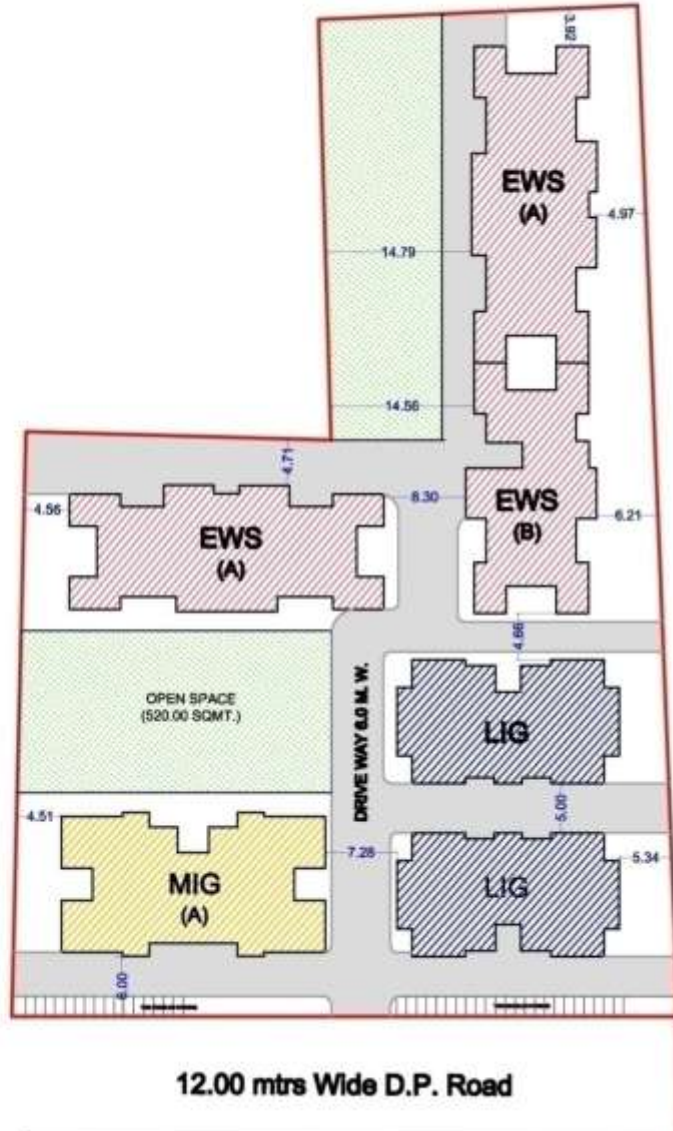 3.92
EWS
(A)
4.97
14.79
14.56
4.71
4.56
8.30
EWS
(A)
EWS
(B)
6.21
4.66
OPEN SPACE
(520.00 SQMT.)
DRIVE WAY 6.0 M. W.
LIG
4.51
5.00
7.28
5.34
MIG
(A)
LIG
6.00
12.00 mtrs Wide D.P. Road